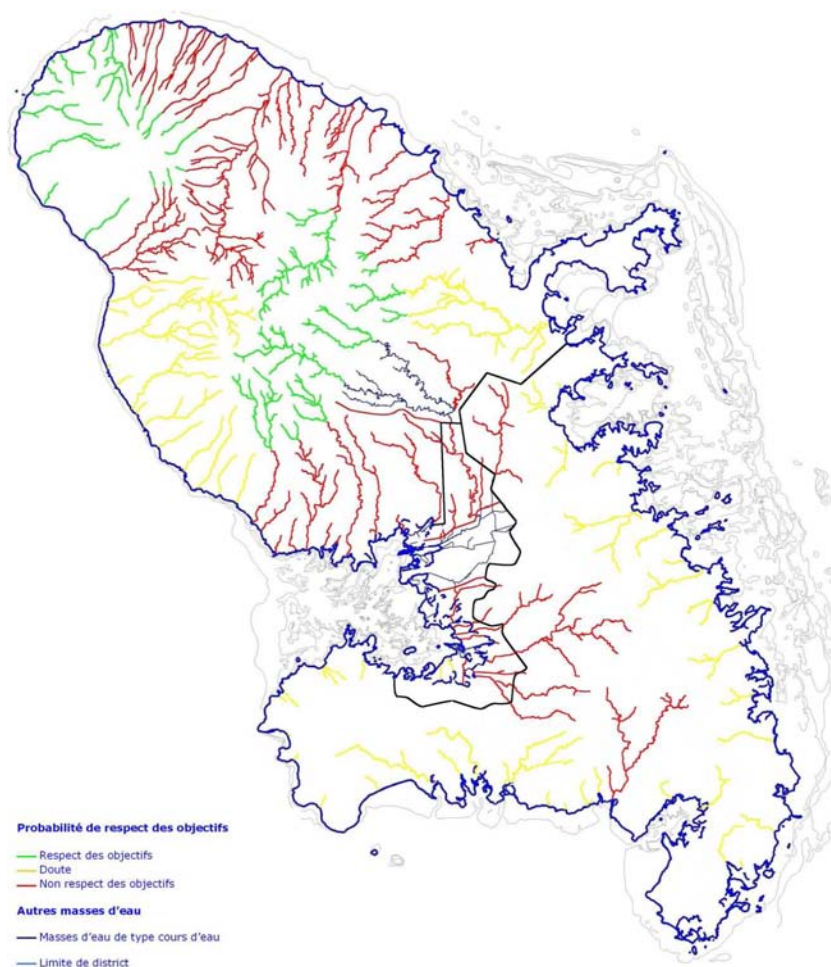 Probabilité de respect des objectifs
Respect des objectifs
Doute
Non respect des objectifs
Autres masses d'eau
Masses d'eau de type cours d'eau
Limite de district